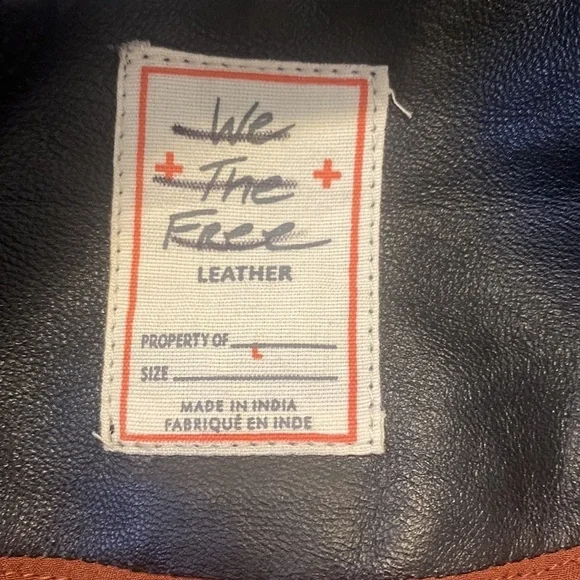 We
+ The +
Free
LEATHER
PROPERTY OF
L
SIZE
MADE IN INDIA
FABRIQUÉ EN INDE